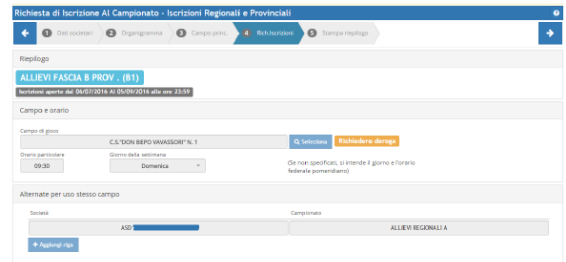 Richiesta di Iscrizione Al Campionato - Iscrizioni Regionali e Provinciali
1 Dati societari 2 Organigramma 3 Campo princ. 4 Rich.Iscrizioni 5 Stampa riepilogo
Riepilogo
ALLIEVI FASCIA B PROV . (B1)
Iscrizioni aperte dal 06/07/2016 Al 05/09/2016 alle ore 23:59
Campo e orario
Campo di gioco
C.S."DON BEPO VAVASSORI" N. 1 Seleziona Richiedere deroga
Orario particolare Giorno della settimana
09:30 Domenica (Se non specificati, si intende il giorno e l'orario
federale pomeridiano)
Alternate per uso stesso campo
Società Campionato
ASD ALLIEVI REGIONALI A
+ Aggiungi riga